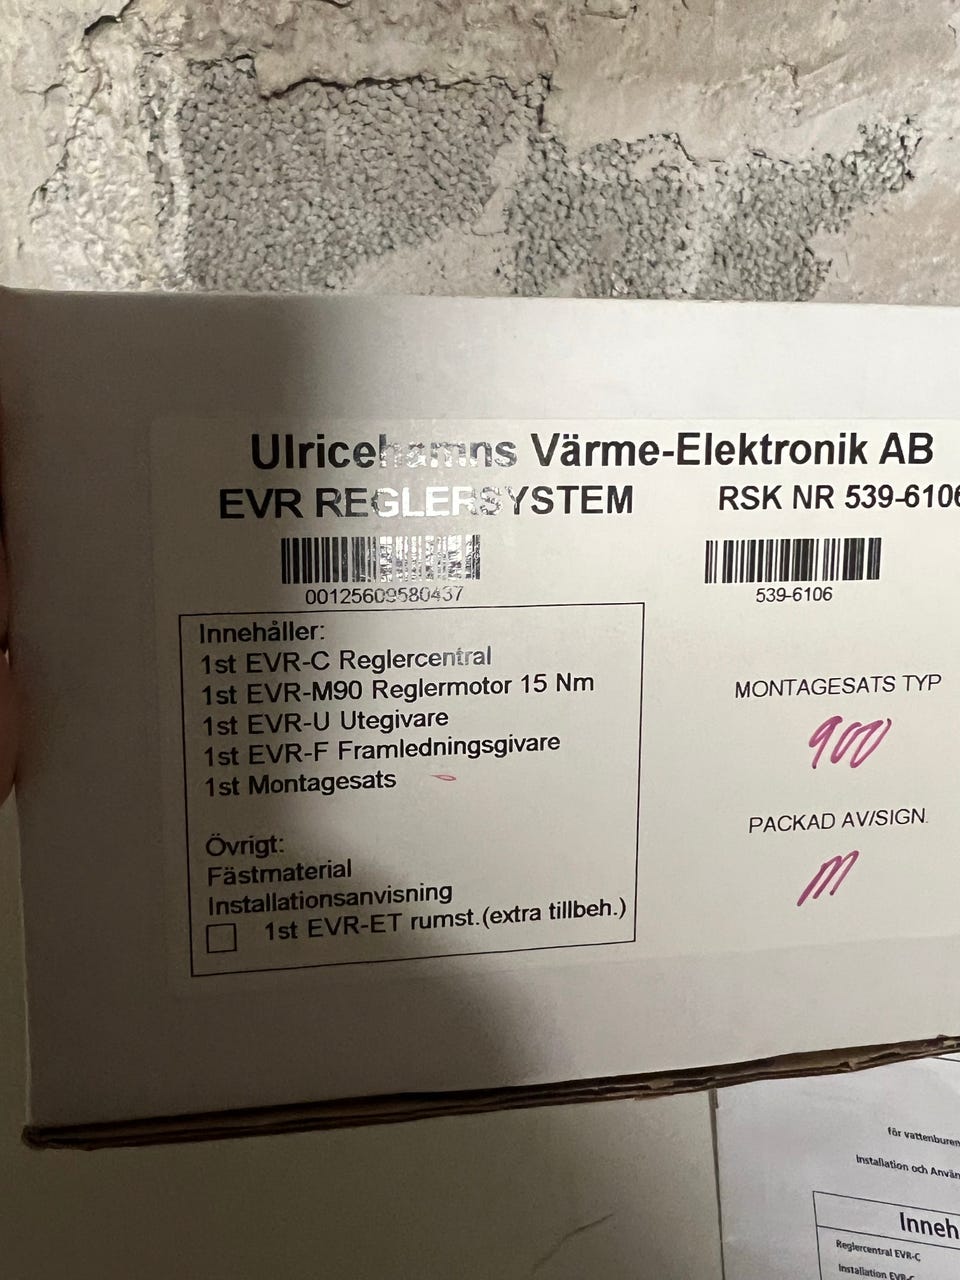 Ulricehamns Värme-Elektronik AB
EVR REGLERSYSTEM
RSK NR 539-6106
00125609580437
539-6106
Innehåller:
1st EVR-C Reglercentral
1st EVR-M90 Reglermotor 15 Nm
1st EVR-U Utegivare
1st EVR-F Framledningsgivare
1st Montagesats
Övrigt:
Fästmaterial
Installationsanvisning
1st EVR-ET rumst.(extra tillbeh.)
MONTAGESATS TYP
900
PACKAD AV/SIGN.
M
för vattenburen
Installation och Använ
Inneh
Reglercentral EVR-C
Installation EVR-C